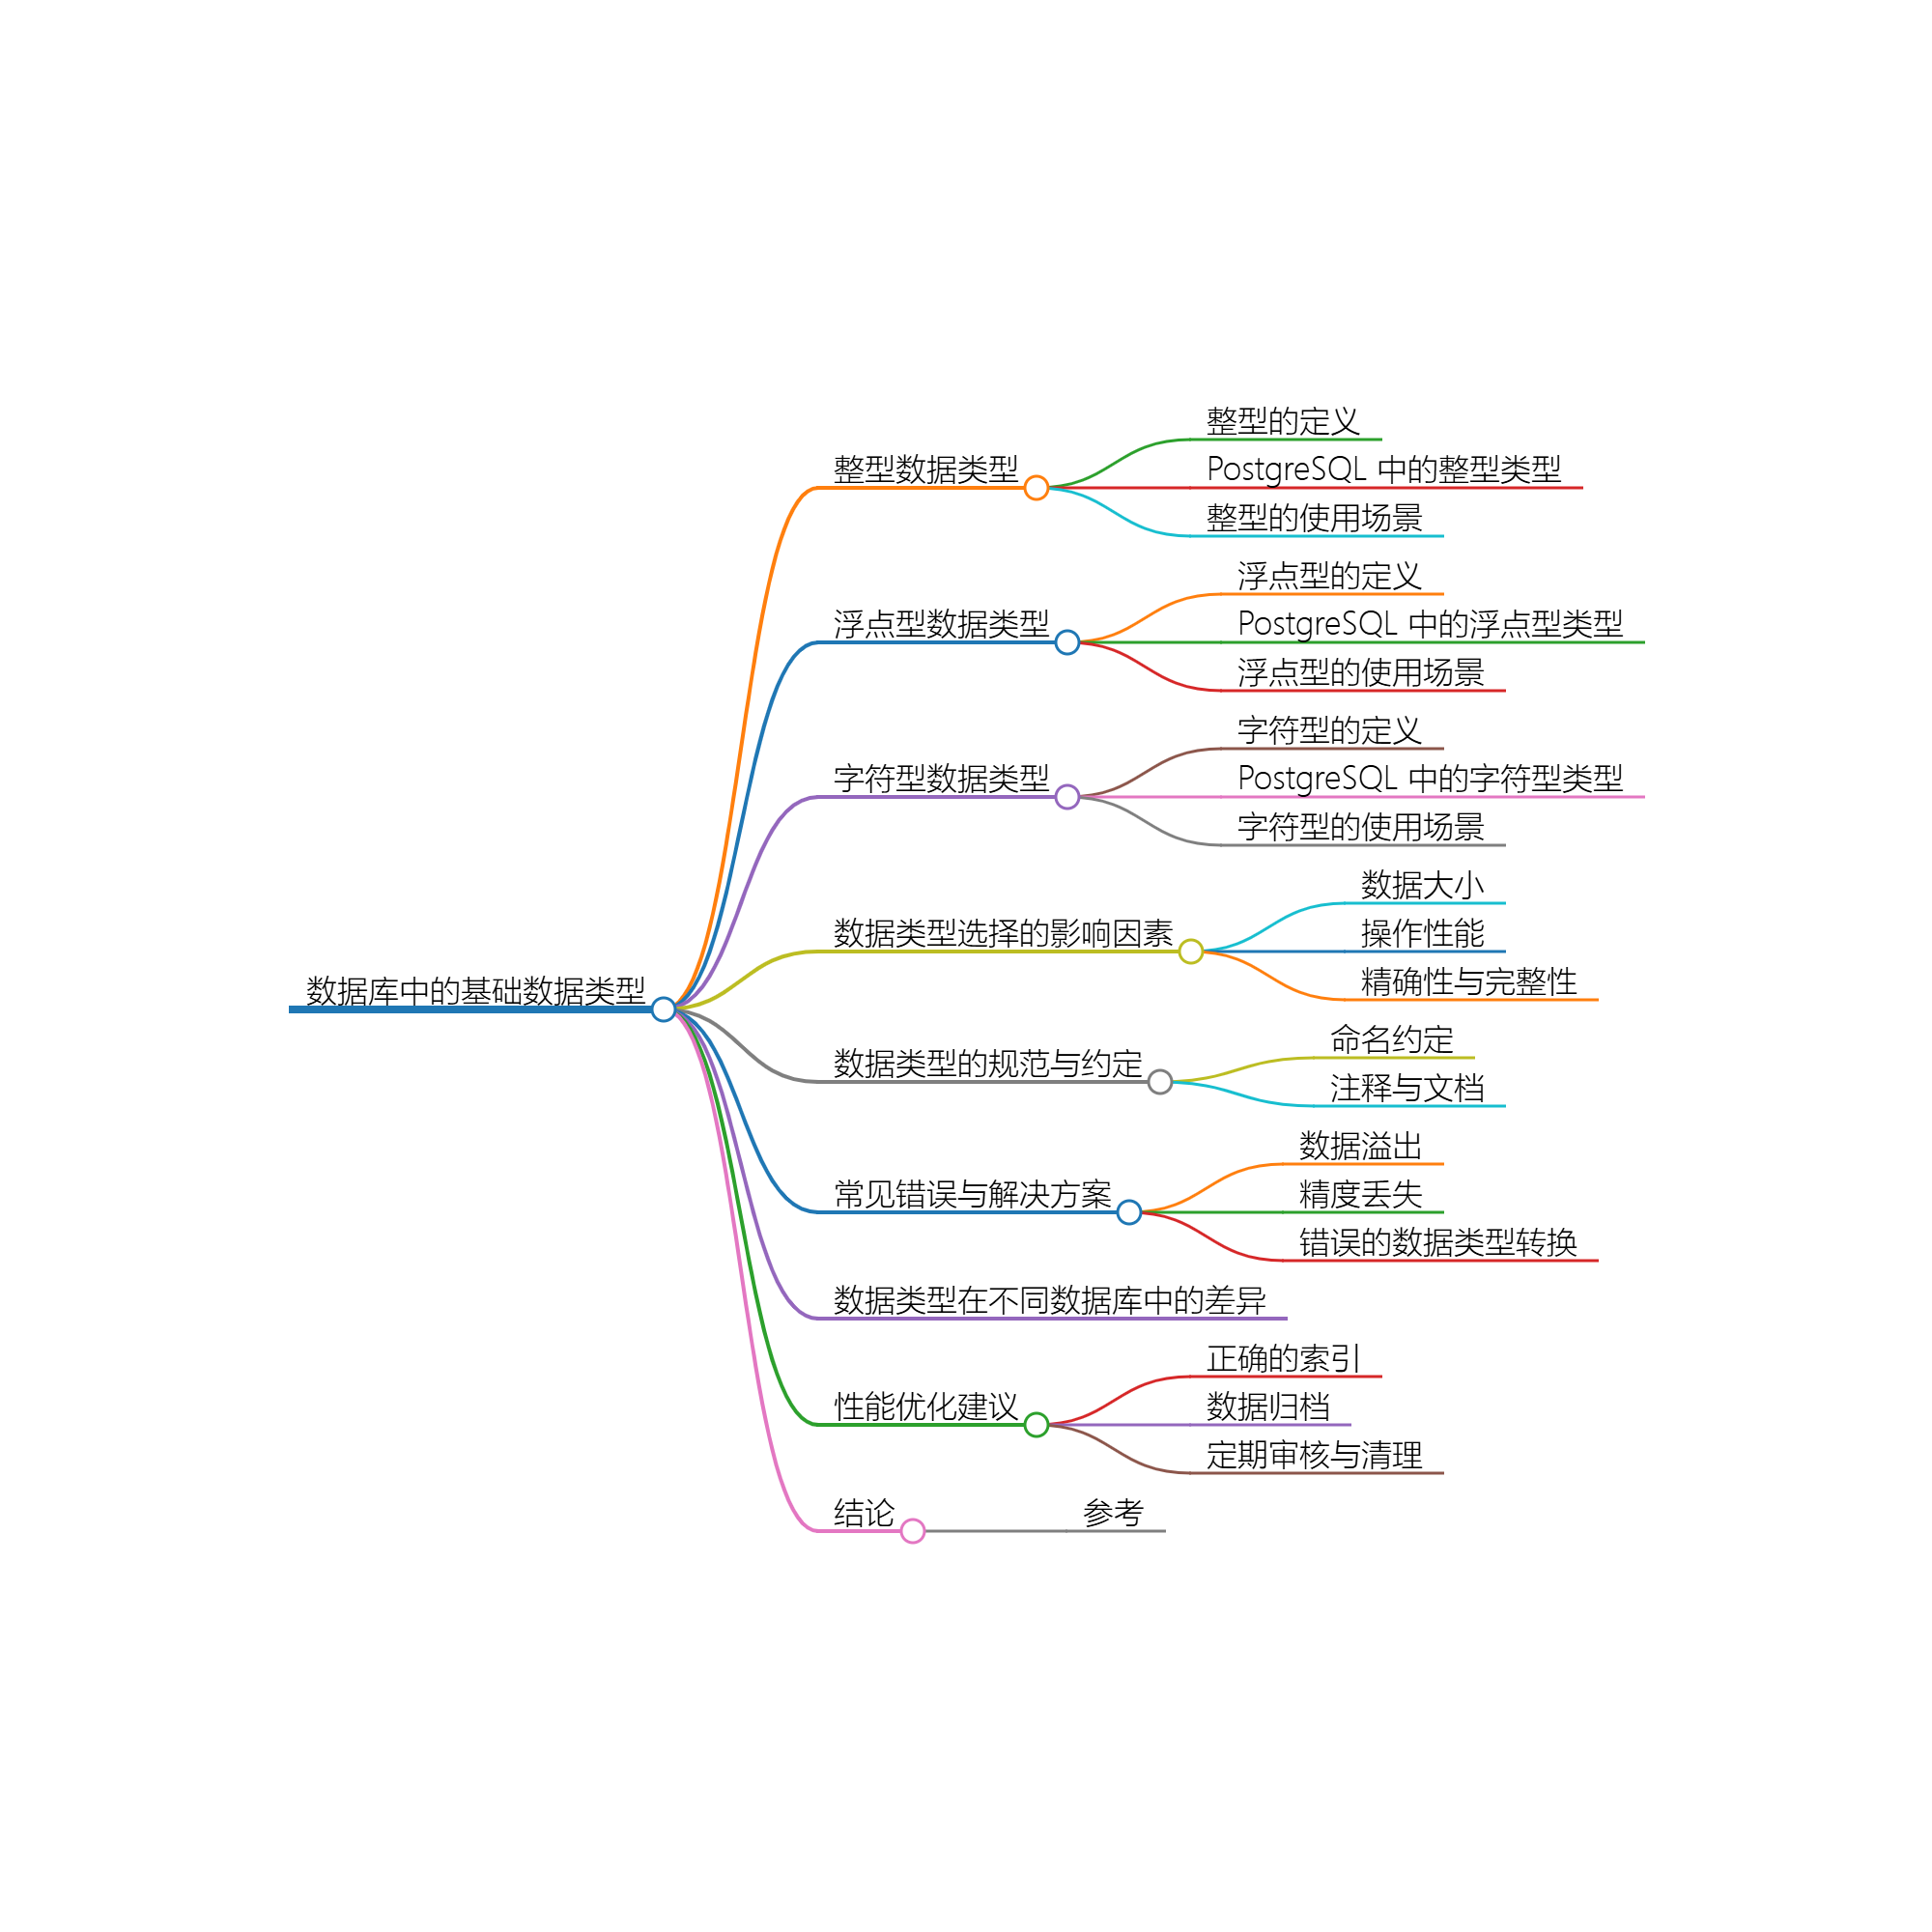 数据库中的基础数据类型
整型数据类型
整型的定义
PostgreSQL 中的整型类型
整型的使用场景
浮点型数据类型
浮点型的定义
PostgreSQL 中的浮点型类型
浮点型的使用场景
字符型数据类型
字符型的定义
PostgreSQL 中的字符型类型
字符型的使用场景
数据类型选择的影响因素
数据大小
操作性能
精确性与完整性
数据类型的规范与约定
命名约定
注释与文档
常见错误与解决方案
数据溢出
精度丢失
错误的数据类型转换
数据类型在不同数据库中的差异
性能优化建议
正确的索引
数据归档
定期审核与清理
结论
参考